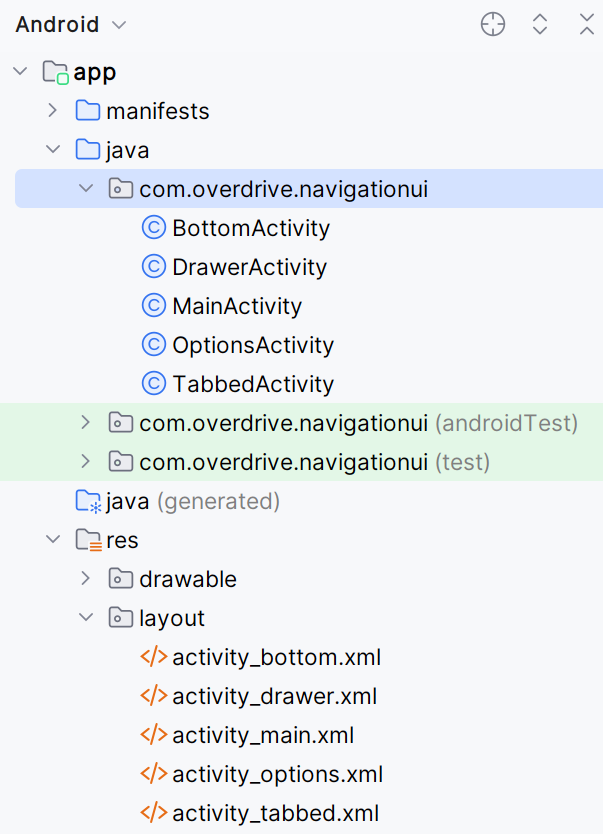 Android
app
manifests
java
com.overdrive.navigationui
BottomActivity
DrawerActivity
MainActivity
OptionsActivity
TabbedActivity
com.overdrive.navigationui (androidTest)
com.overdrive.navigationui (test)
java (generated)
res
drawable
layout
activity_bottom.xml
activity_drawer.xml
activity_main.xml
activity_options.xml
activity_tabbed.xml